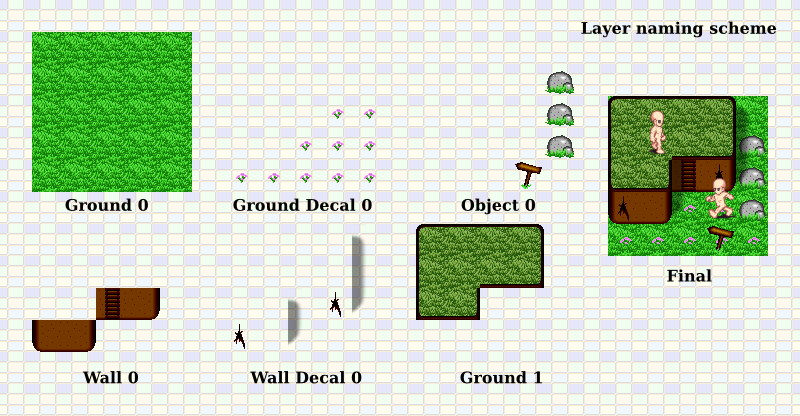 Layer naming scheme
Ground 0
Ground Decal 0
Object 0
Final
Wall 0
Wall Decal 0
Ground 1